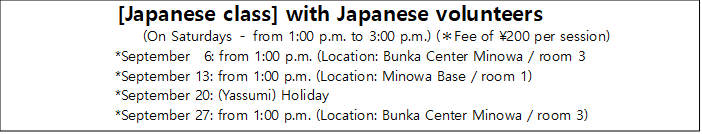 [Japanese class] with Japanese volunteers
(On Saturdays - from 1:00 p.m. to 3:00 p.m.) (＊Fee of ¥200 per session)
*September 6: from 1:00 p.m. (Location: Bunka Center Minowa / room 3
*September 13: from 1:00 p.m. (Location: Minowa Base / room 1)
*September 20: (Yassumi) Holiday
*September 27: from 1:00 p.m. (Location: Bunka Center Minowa / room 3)